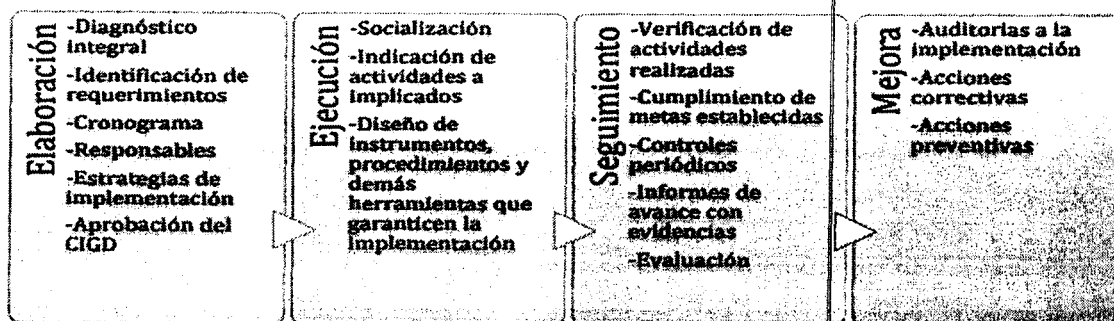 Elaboración
-Diagnóstico
integral
-Identificación de
requerimientos
-Cronograma
-Responsables
-Estrategias de
implementación
-Aprobación del
CIGD
Ejecución
-Socialización
-Indicación de
actividades a
implicados
-Diseño de
instrumentos,
procedimientos y
demás
herramientas que
garanticen la
implementación
Seguimiento
-Verificación de
actividades
realizadas
-Cumplimiento de
metas establecidas
-Controles
periódicos
-Informes de
avance con
evidencias
-Evaluación
Mejora
-Auditorias a la
implementación
-Acciones
correctivas
-Acciones
preventivas